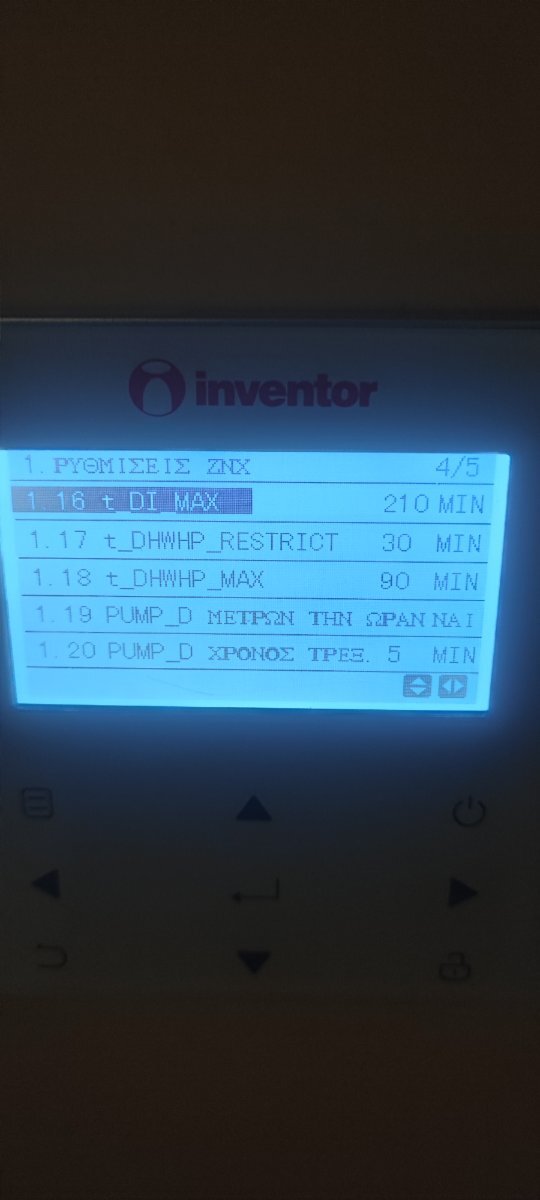 inventor
1. ΡΥΘΜΙΣΕΙΣ ΖΝΧ 4/5
1.16 t_DI_MAX 210 MIN
1.17 t_DHWHP_RESTRICT 30 MIN
1.18 t_DHWHP_MAX 90 MIN
1.19 PUMP_D ΜΕΤΡΩΝ ΤΗΝ ΩΡΑΝ ΝΑΙ
1.20 PUMP_D ΧΡΟΝΟΣ ΤΡΕΞ. 5 MIN